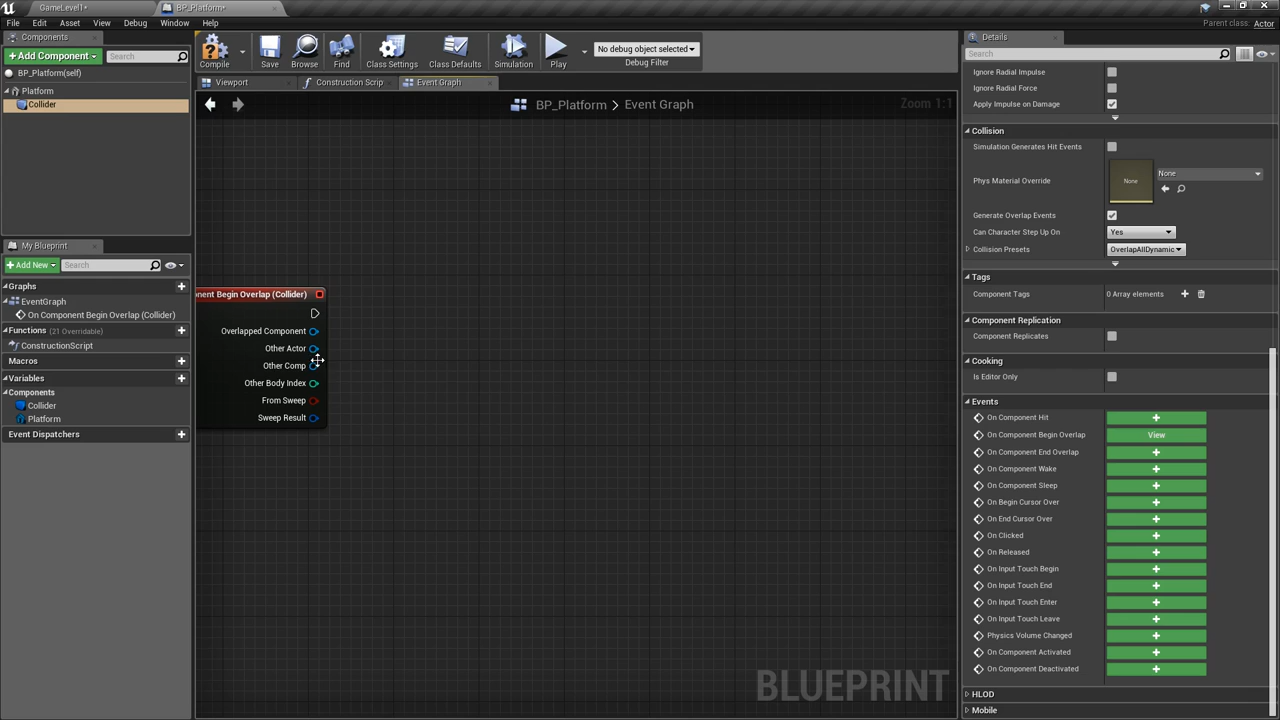 GameLevel1*
BP_Platform*
File Edit Asset View Debug Window Help
Parent class: Actor
Components
+ Add Component
Search
BP_Platform(self)
Platform
Collider
My Blueprint
+ Add New
Search
Graphs
EventGraph
On Component Begin Overlap (Collider)
Functions (21 Overridable)
ConstructionScript
Macros
Variables
Components
Collider
Platform
Event Dispatchers
Compile
Save
Browse
Find
Class Settings
Class Defaults
Simulation
Play
No debug object selected
Debug Filter
Viewport
Construction Scrip
Event Graph
BP_Platform > Event Graph
Zoom 1:1
nent Begin Overlap (Collider)
Overlapped Component
Other Actor
Other Comp
Other Body Index
From Sweep
Sweep Result
BLUEPRINT
Details
Search
Ignore Radial Impulse
Ignore Radial Force
Apply Impulse on Damage
Collision
Simulation Generates Hit Events
Phys Material Override
None
None
Generate Overlap Events
Can Character Step Up On
Yes
Collision Presets
OverlapAllDynamic
Tags
Component Tags
0 Array elements
Component Replication
Component Replicates
Cooking
Is Editor Only
Events
On Component Hit
On Component Begin Overlap
View
On Component End Overlap
On Component Wake
On Component Sleep
On Begin Cursor Over
On End Cursor Over
On Clicked
On Released
On Input Touch Begin
On Input Touch End
On Input Touch Enter
On Input Touch Leave
Physics Volume Changed
On Component Activated
On Component Deactivated
HLOD
Mobile